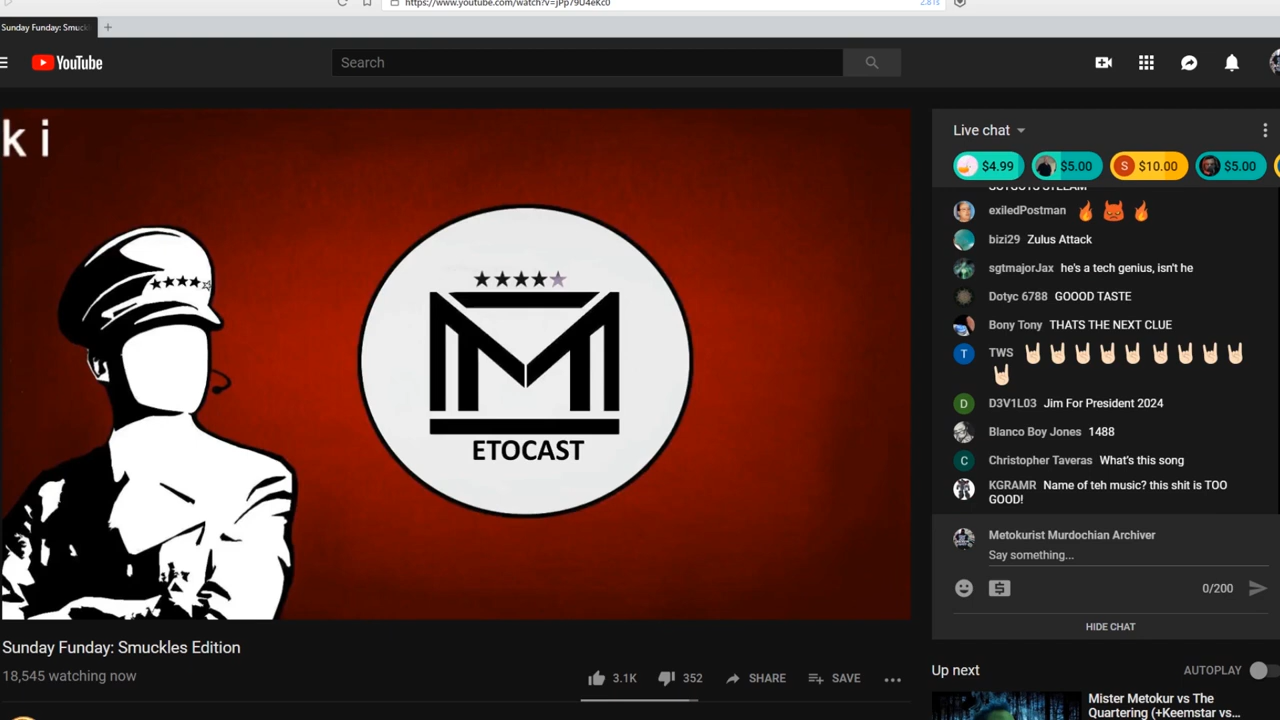 https://www.youtube.com/watch?v=jPp79U4eKc0
2.81s
Sunday Funday: Smuck
YouTube
Search
k i
★★★★★
ETOCAST
Live chat
$4.99 $5.00 S $10.00 $5.00
exiledPostman 🔥 👹 🔥
bizi29 Zulus Attack
sgtmajorJax he's a tech genius, isn't he
Dotyc 6788 GOOOD TASTE
Bony Tony THATS THE NEXT CLUE
T TWS 🤘🏻🤘🏻🤘🏻🤘🏻🤘🏻🤘🏻🤘🏻🤘🏻🤘🏻
🤘🏻
D D3V1L03 Jim For President 2024
Blanco Boy Jones 1488
C Christopher Taveras What's this song
KGRAMR Name of teh music? this shit is TOO
GOOD!
Metokurist Murdochian Archiver
Say something...
0/200
HIDE CHAT
Sunday Funday: Smuckles Edition
18,545 watching now
3.1K 352 SHARE SAVE
Up next AUTOPLAY
Mister Metokur vs The
Quartering (+Keemstar vs...